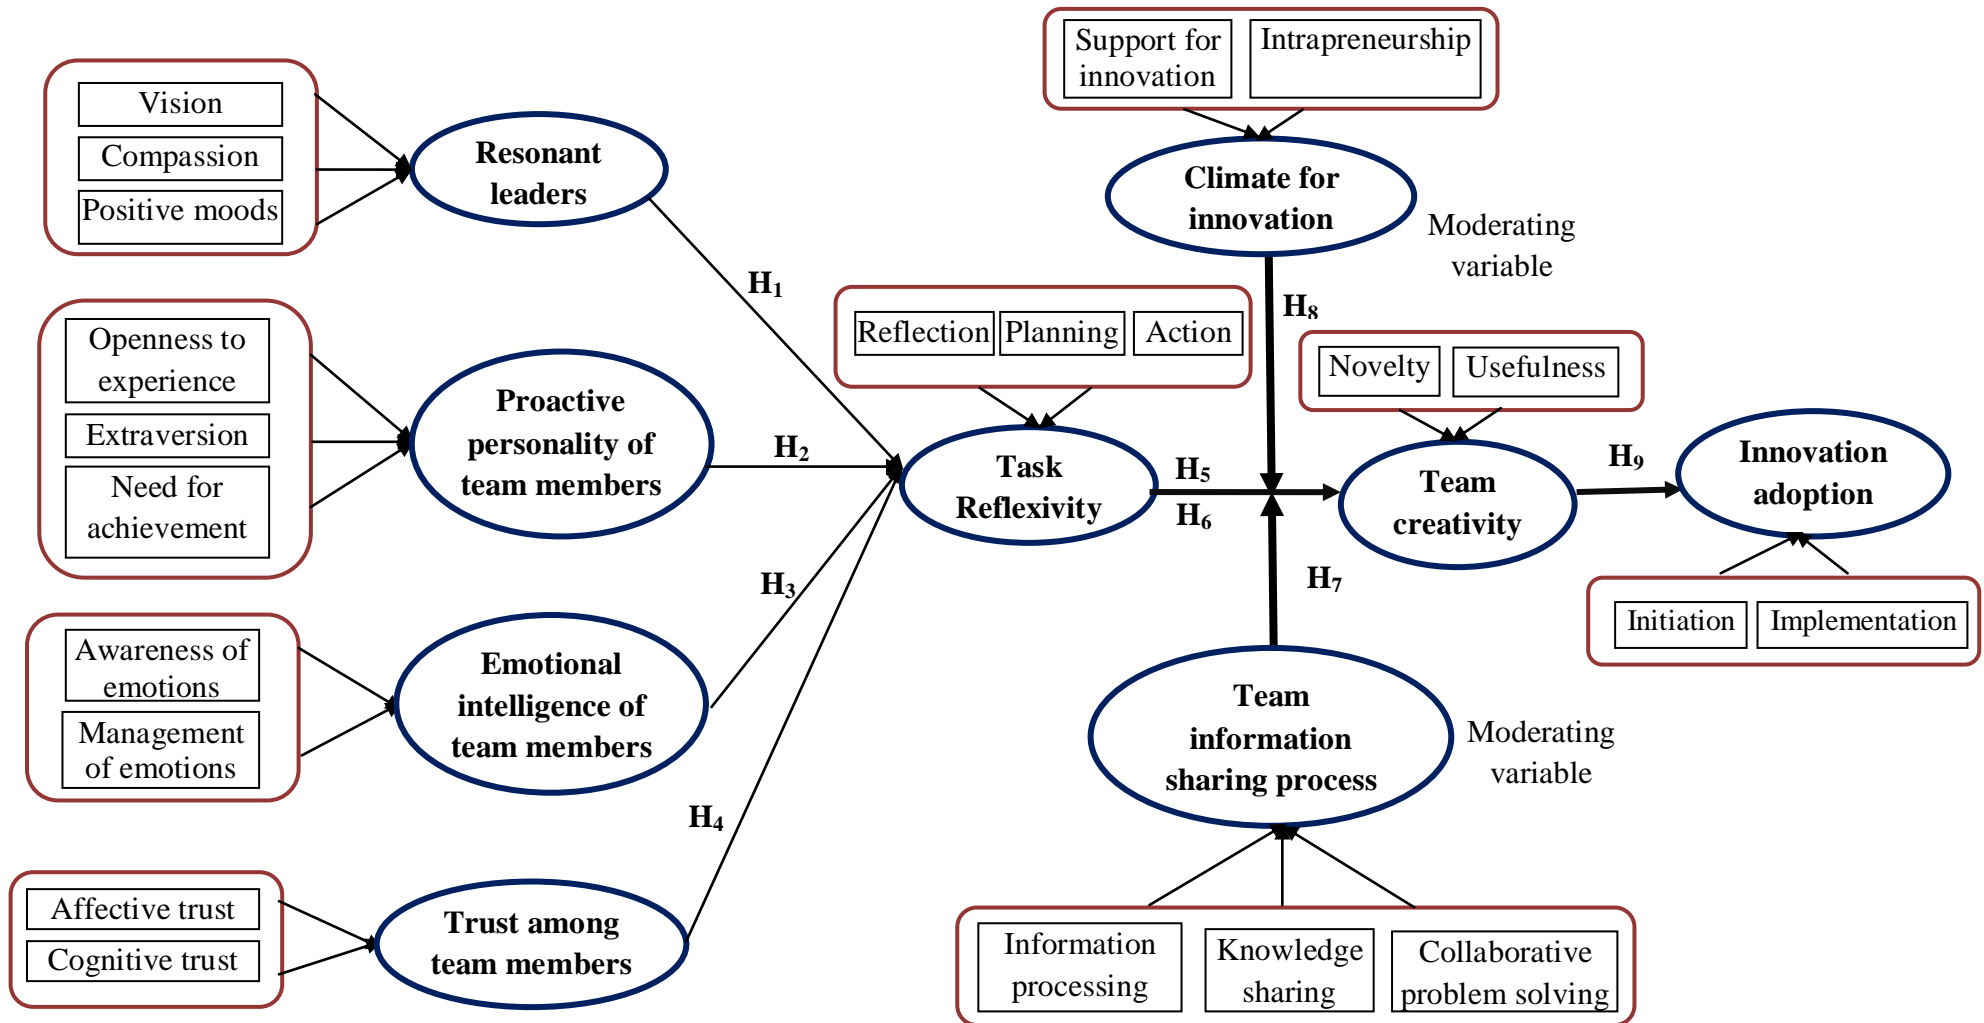 Vision
Compassion
Positive moods
Resonant
leaders
Openness to
experience
Extraversion
Need for
achievement
Proactive
personality of
team members
Awareness of
emotions
Management
of emotions
Emotional
intelligence of
team members
Affective trust
Cognitive trust
Trust among
team members
H₁
H₂
H₃
H₄
Reflection
Planning
Action
Task
Reflexivity
H₅
H₆
Support for
innovation
Intrapreneurship
Climate for
innovation
Moderating
variable
H₈
H₇
Team
information
sharing process
Moderating
variable
Information
processing
Knowledge
sharing
Collaborative
problem solving
Novelty
Usefulness
Team
creativity
H₉
Innovation
adoption
Initiation
Implementation